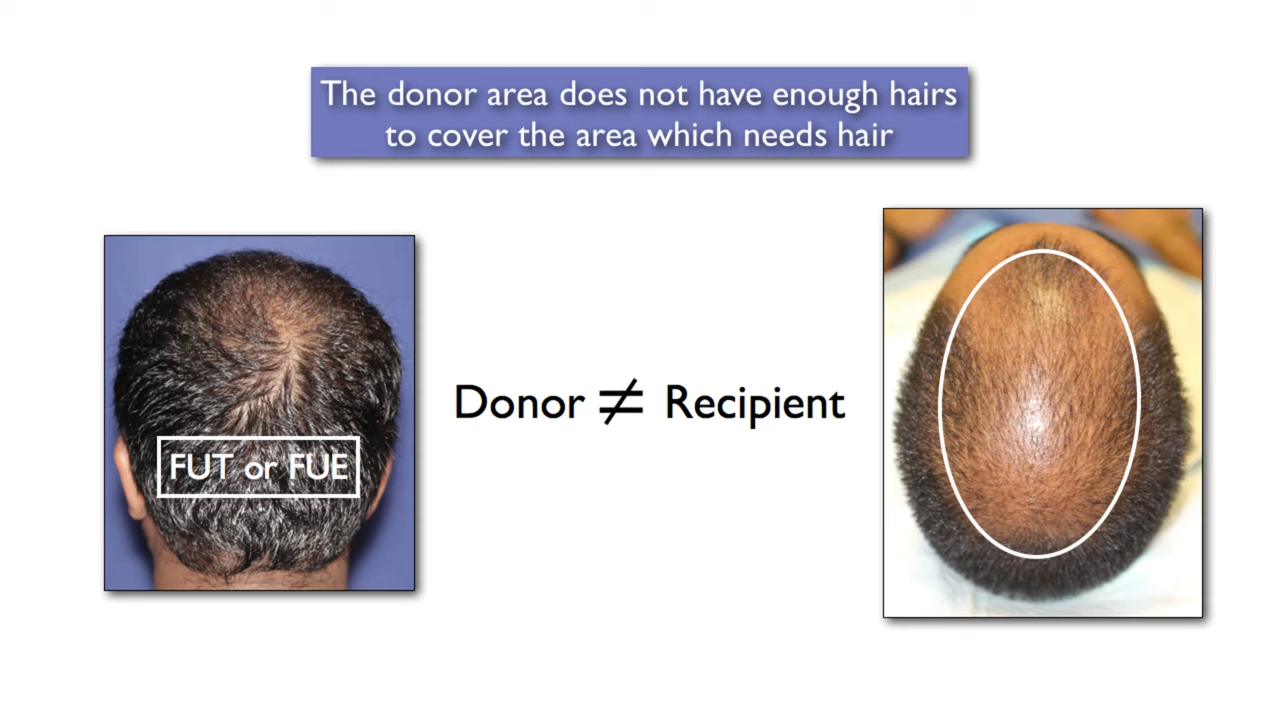 The donor area does not have enough hairs
to cover the area which needs hair
FUT or FUE
Donor ≠ Recipient